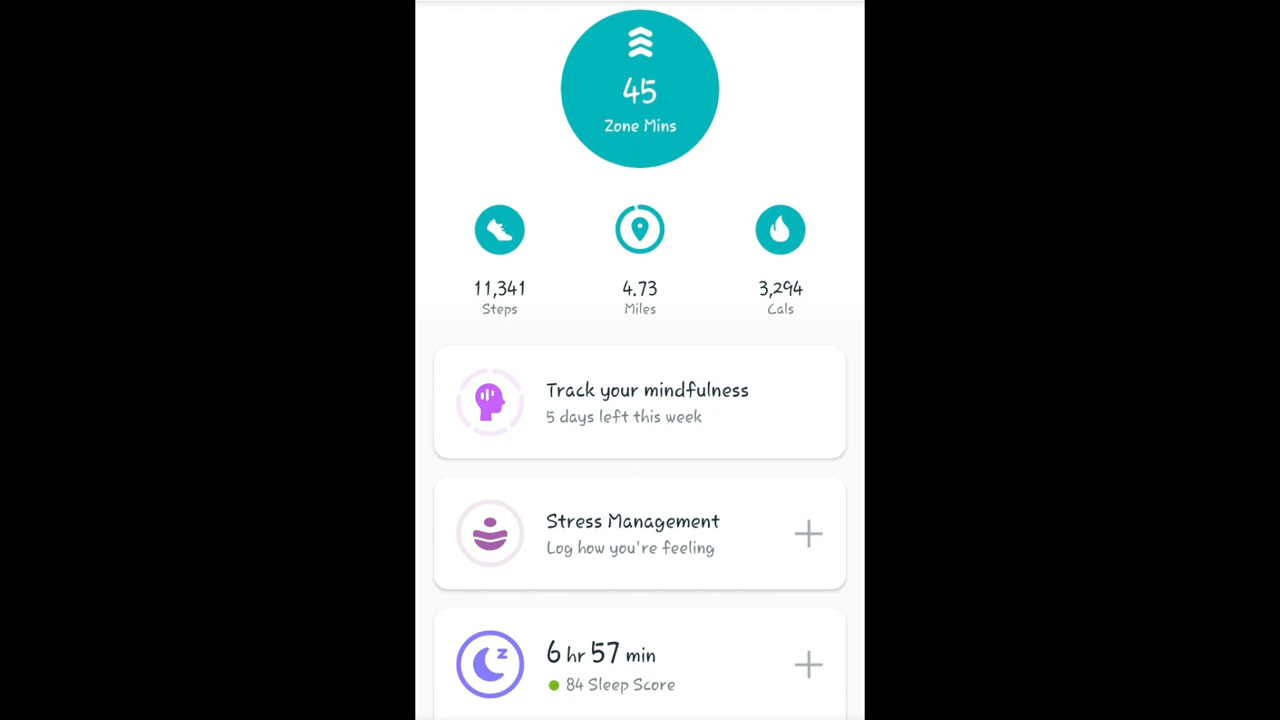 45
Zone Mins
11,341 4.73 3,294
Steps Miles Cals
Track your mindfulness
5 days left this week
Stress Management
Log how you're feeling
6 hr 57 min
84 Sleep Score